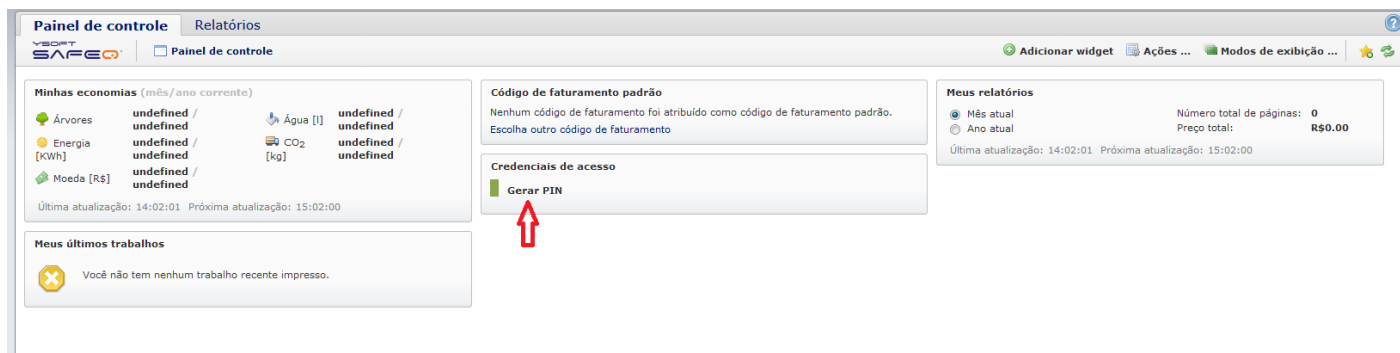 Painel de controle Relatórios
YSOFT
SAFEQ Painel de controle Adicionar widget Ações ... Modos de exibição ...
Minhas economias (mês/ano corrente)
Árvores undefined / undefined Água [l] undefined / undefined
Energia [KWh] undefined / undefined CO2 [kg] undefined / undefined
Moeda [R$] undefined / undefined
Última atualização: 14:02:01 Próxima atualização: 15:02:00
Meus últimos trabalhos
Você não tem nenhum trabalho recente impresso.
Código de faturamento padrão
Nenhum código de faturamento foi atribuído como código de faturamento padrão.
Escolha outro código de faturamento
Credenciais de acesso
Gerar PIN
Meus relatórios
Mês atual Número total de páginas: 0
Ano atual Preço total: R$0.00
Última atualização: 14:02:01 Próxima atualização: 15:02:00